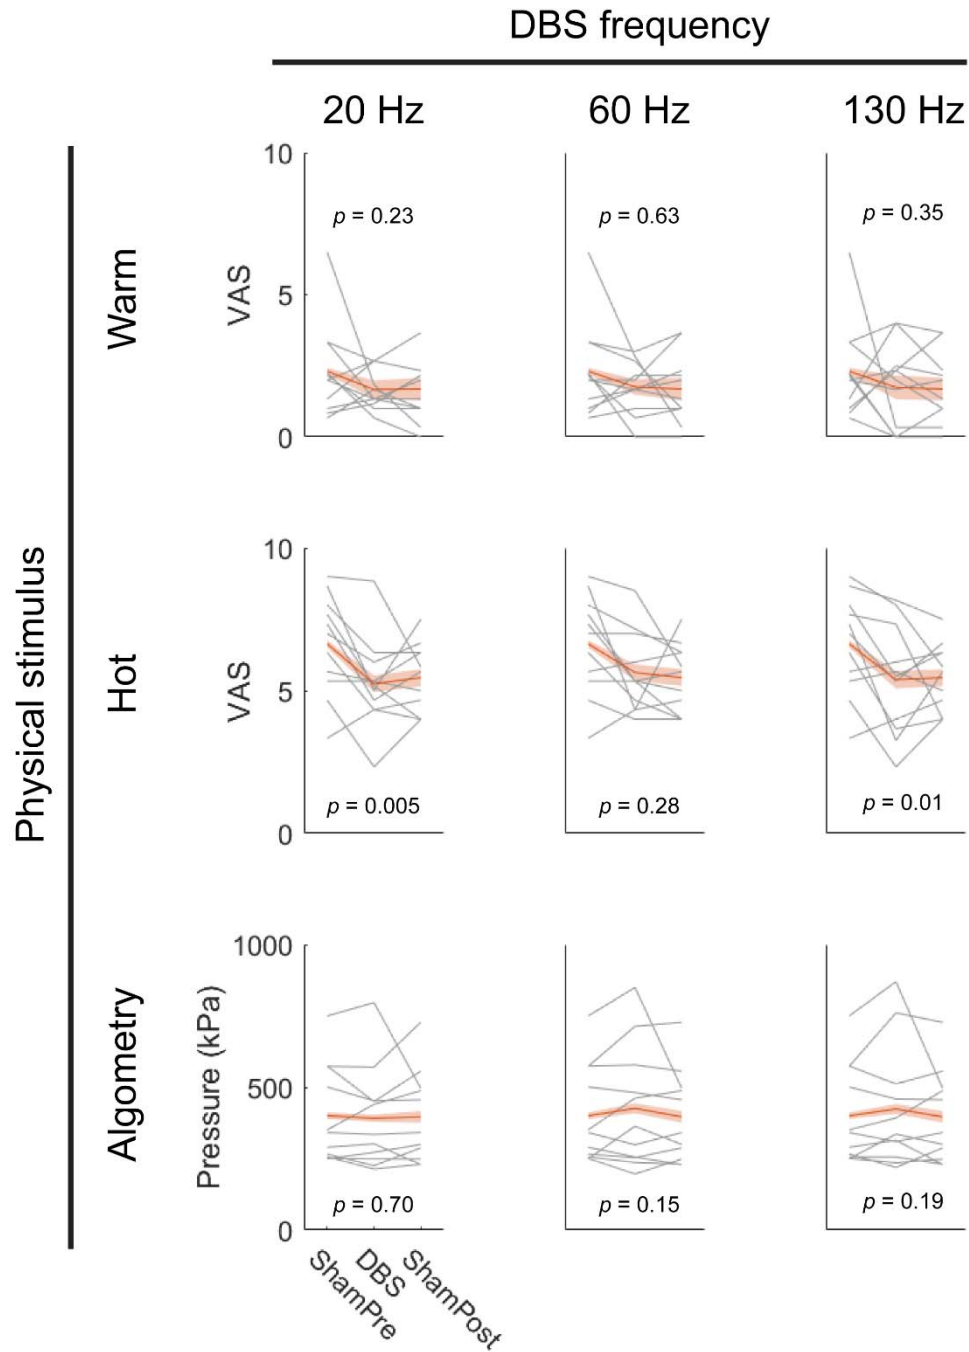 DBS frequency
20 Hz
60 Hz
130 Hz
Physical stimulus
Warm
VAS
10
5
0
p = 0.23
p = 0.63
p = 0.35
Hot
VAS
10
5
0
p = 0.005
p = 0.28
p = 0.01
Algometry
Pressure (kPa)
1000
500
0
p = 0.70
p = 0.15
p = 0.19
ShamPre
DBS
ShamPost